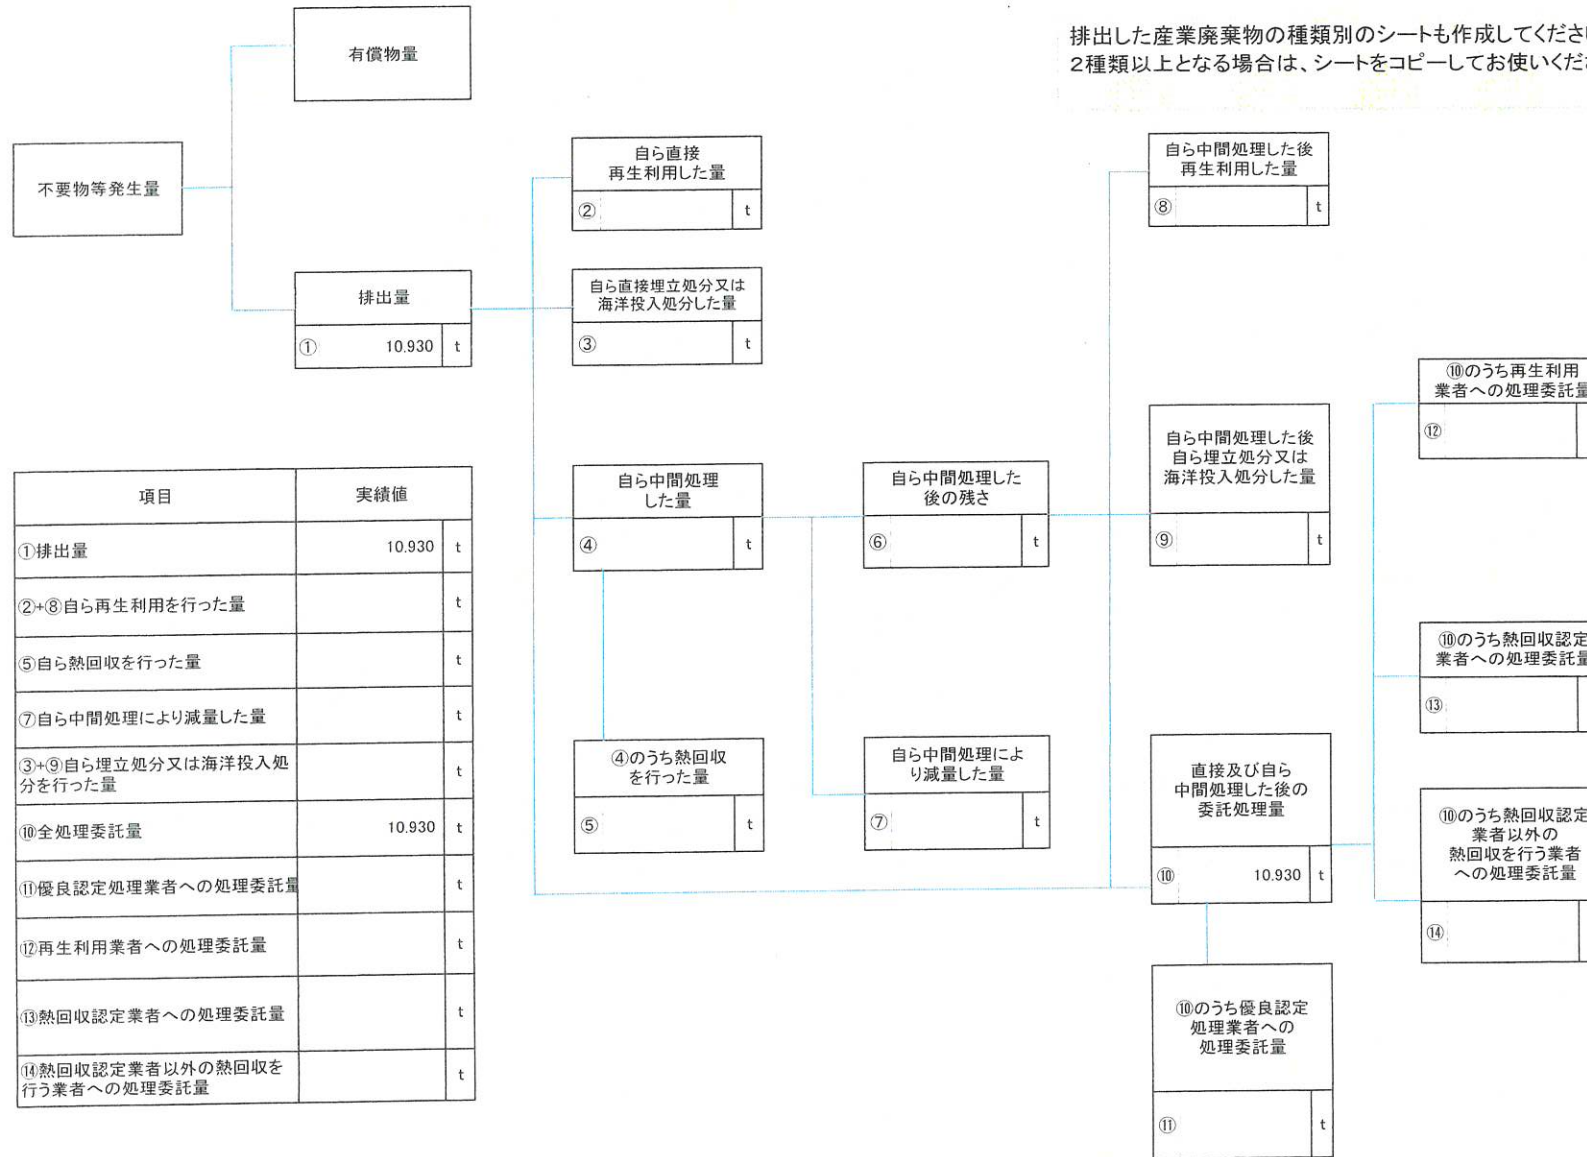 排出した産業廃棄物の種類別のシートも作成してくださ
2種類以上となる場合は、シートをコピーしてお使いくだ
有償物量
不要物等発生量
排出量
① 10.930 t
自ら直接
再生利用した量
② t
自ら直接埋立処分又は
海洋投入処分した量
③ t
自ら中間処理した後
再生利用した量
⑧ t
自ら中間処理
した量
④ t
自ら中間処理した
後の残さ
⑥ t
自ら中間処理した後
自ら埋立処分又は
海洋投入処分した量
⑨ t
⑩のうち再生利用
業者への処理委託量
⑫
④のうち熱回収
を行った量
⑤ t
自ら中間処理によ
り減量した量
⑦ t
直接及び自ら
中間処理した後の
委託処理量
⑩ 10.930 t
⑩のうち熱回収認定
業者への処理委託量
⑬
⑩のうち熱回収認定
業者以外の
熱回収を行う業者
への処理委託量
⑭
⑩のうち優良認定
処理業者への
処理委託量
⑪ t
項目 実績値
①排出量 10.930 t
②+⑧自ら再生利用を行った量 t
⑤自ら熱回収を行った量 t
⑦自ら中間処理により減量した量 t
③+⑨自ら埋立処分又は海洋投入処
分を行った量 t
⑩全処理委託量 10.930 t
⑪優良認定処理業者への処理委託量 t
⑫再生利用業者への処理委託量 t
⑬熱回収認定業者への処理委託量 t
⑭熱回収認定業者以外の熱回収を
行う業者への処理委託量 t